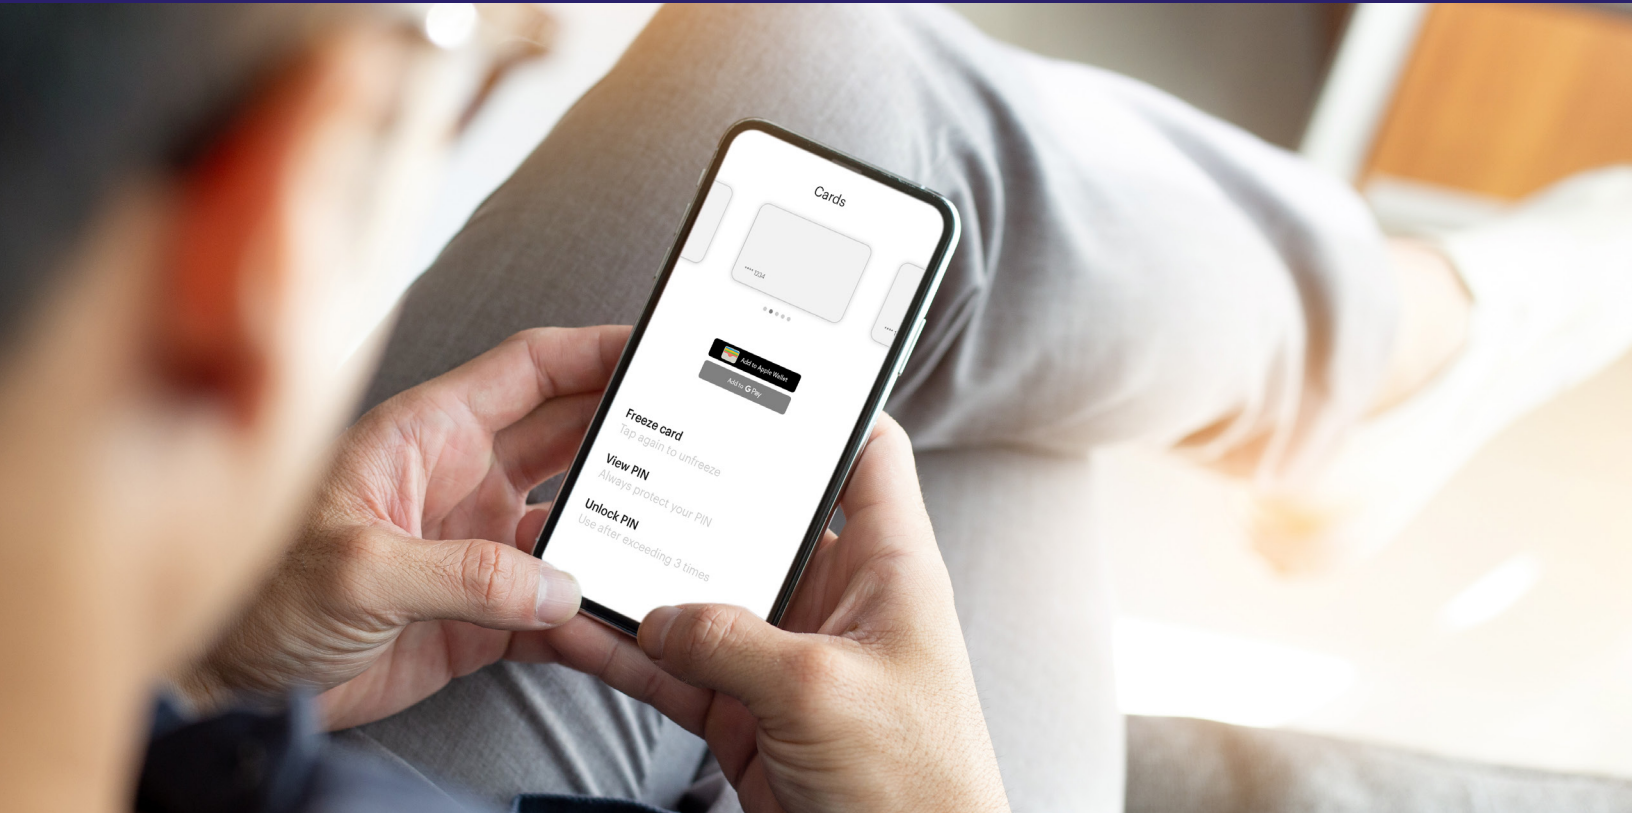 Cards
•••• 1234
••••
Add to Apple Wallet
Add to G Pay
Freeze card
Tap again to unfreeze
View PIN
Always protect your PIN
Unlock PIN
Use after exceeding 3 times